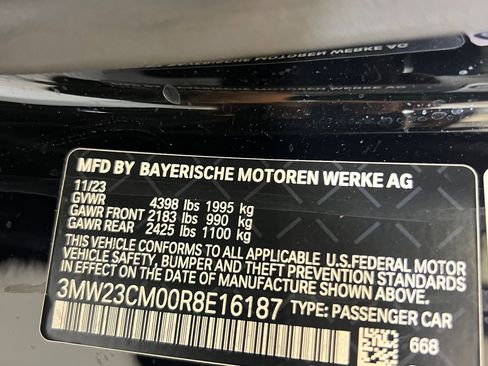 MFD BY BAYERISCHE MOTOREN WERKE AG
11/23
GVWR 4398 lbs 1995 kg
GAWR FRONT 2183 lbs 990 kg
GAWR REAR 2425 lbs 1100 kg
THIS VEHICLE CONFORMS TO ALL APPLICABLE U.S.FEDERAL MOTOR
VEHICLE SAFETY, BUMPER AND THEFT PREVENTION STANDARDS
IN EFFECT ON THE DATE OF MANUFACTURE SHOWN ABOVE.
3MW23CM00R8E16187 TYPE: PASSENGER CAR
668